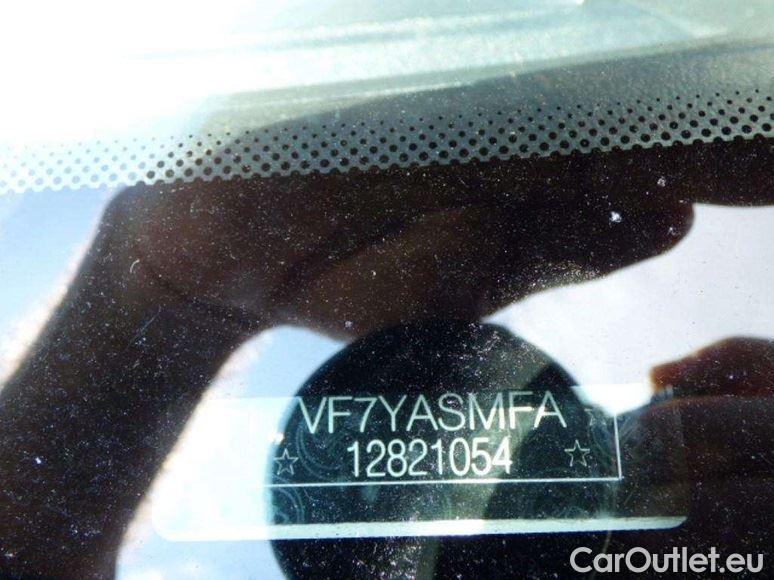 VF7YASMFA
☆ 12821054 ☆
CarOutlet.eu